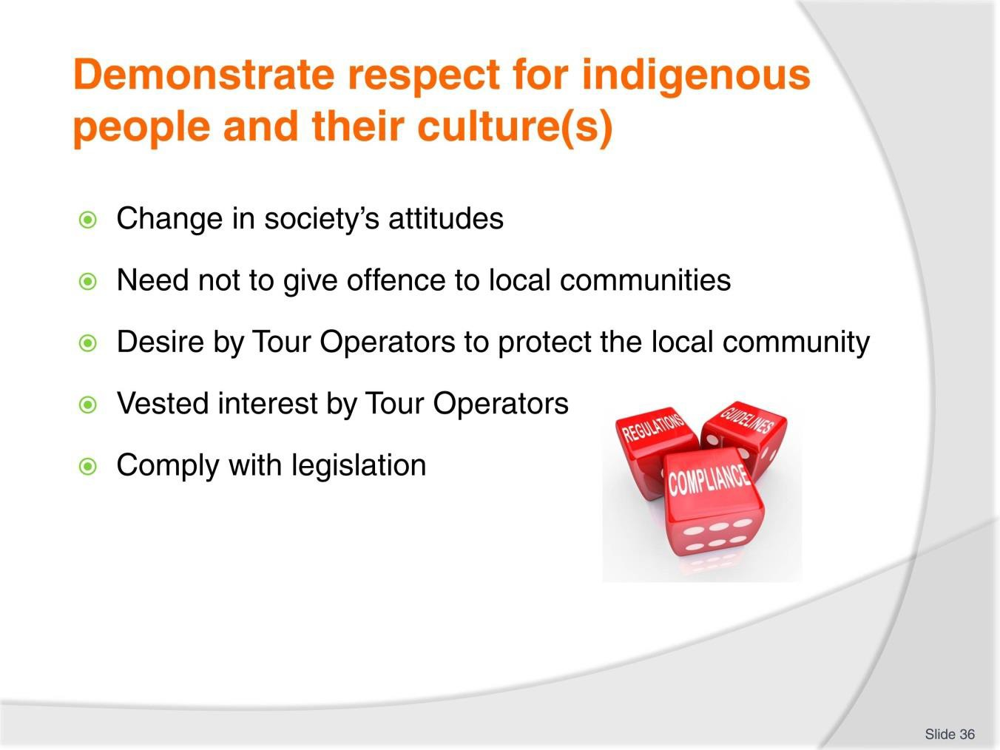 Demonstrate respect for indigenous
people and their culture(s)
Change in society’s attitudes
Need not to give offence to local communities
Desire by Tour Operators to protect the local community
Vested interest by Tour Operators
Comply with legislation
REGULATIONS
GUIDELINES
COMPLIANCE
Slide 36